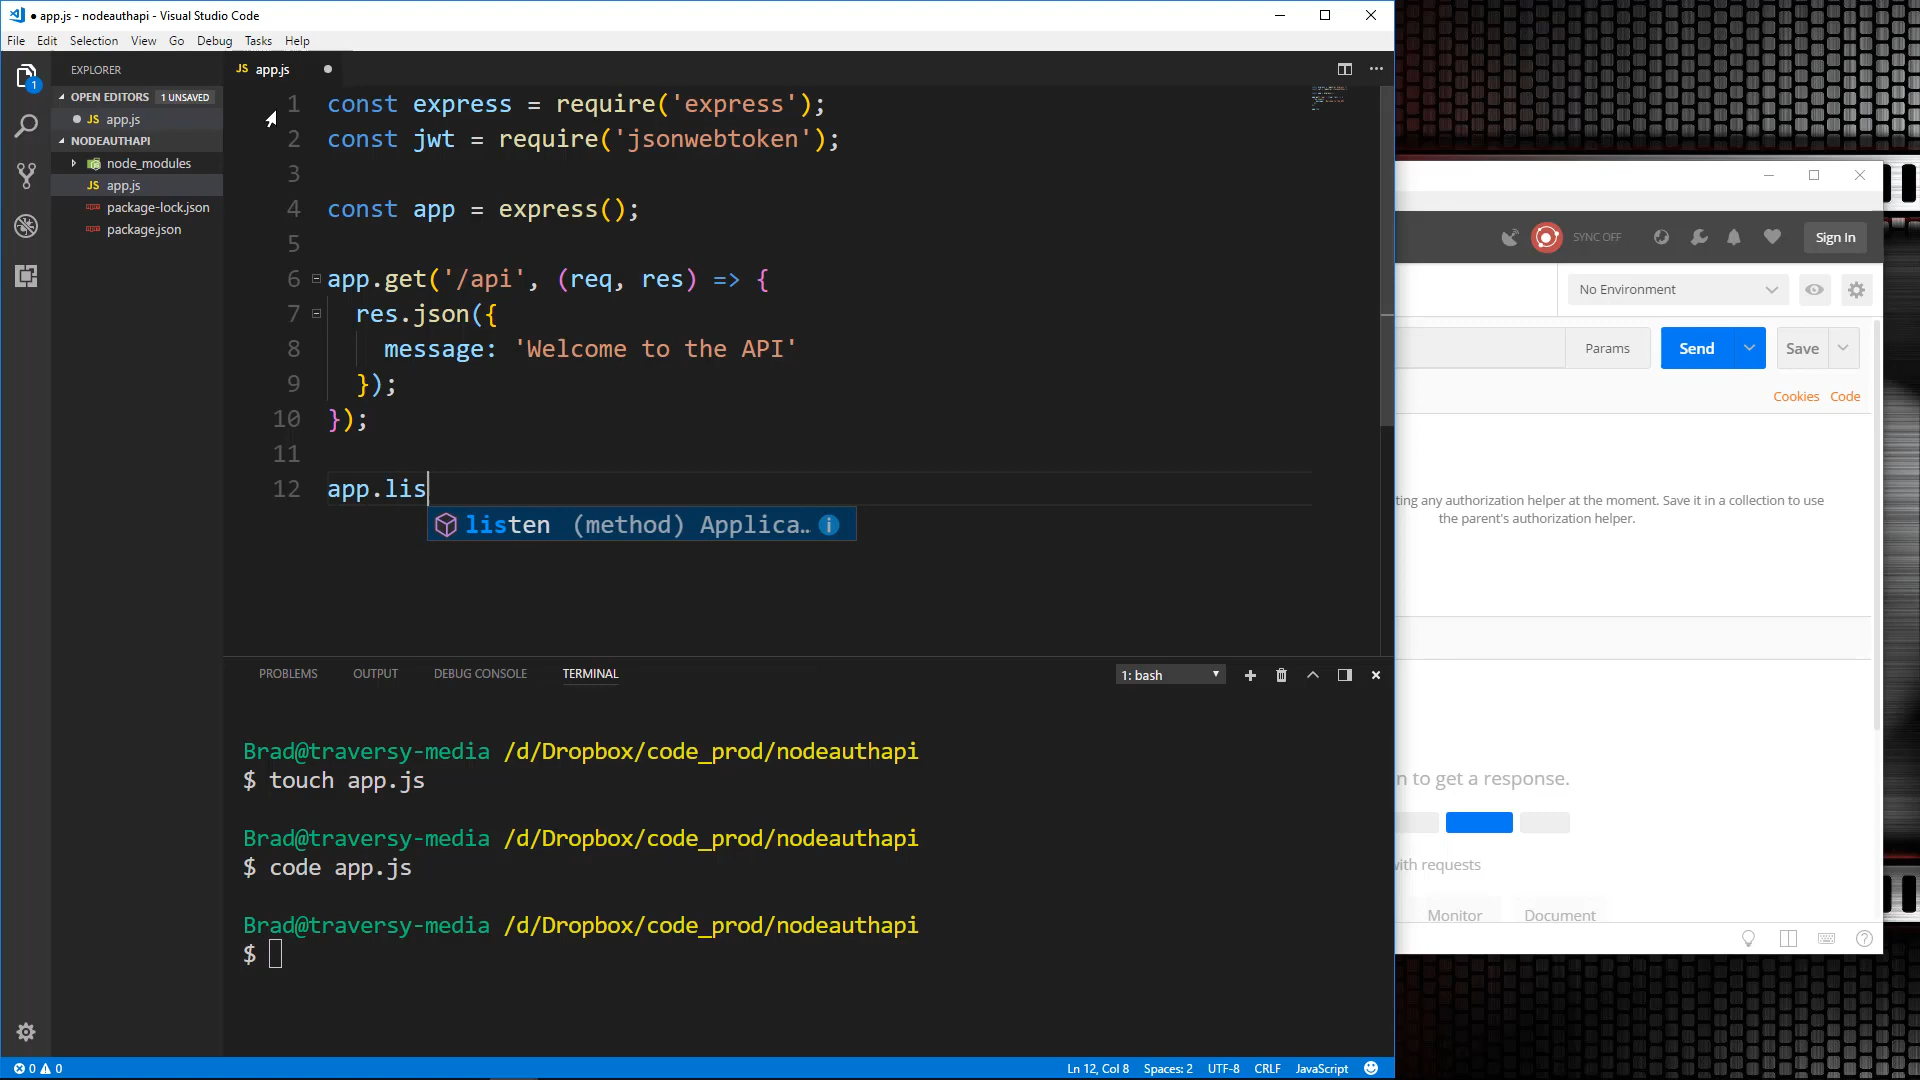 app.js - nodeauthapi - Visual Studio Code
File Edit Selection View Go Debug Tasks Help
EXPLORER
OPEN EDITORS 1 UNSAVED
JS app.js
NODEAUTHAPI
node_modules
JS app.js
package-lock.json
package.json
1
JS app.js
1 const express = require('express');
2 const jwt = require('jsonwebtoken');
3
4 const app = express();
5
6 app.get('/api', (req, res) => {
7 res.json({
8 message: 'Welcome to the API'
9 });
10 });
11
12 app.lis
listen (method) Applica…
PROBLEMS OUTPUT DEBUG CONSOLE TERMINAL 1: bash
Brad@traversy-media /d/Dropbox/code_prod/nodeauthapi
$ touch app.js
Brad@traversy-media /d/Dropbox/code_prod/nodeauthapi
$ code app.js
Brad@traversy-media /d/Dropbox/code_prod/nodeauthapi
$
0 0 Ln 12, Col 8 Spaces: 2 UTF-8 CRLF JavaScript
SYNC OFF Sign In
No Environment
Params Send Save
Cookies Code
ting any authorization helper at the moment. Save it in a collection to use
the parent's authorization helper.
n to get a response.
with requests
Monitor Document